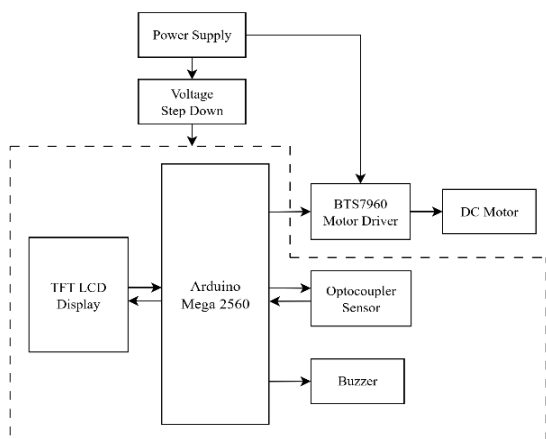 Power Supply
Voltage
Step Down
BTS7960
Motor Driver
DC Motor
TFT LCD
Display
Arduino
Mega 2560
Optocoupler
Sensor
Buzzer